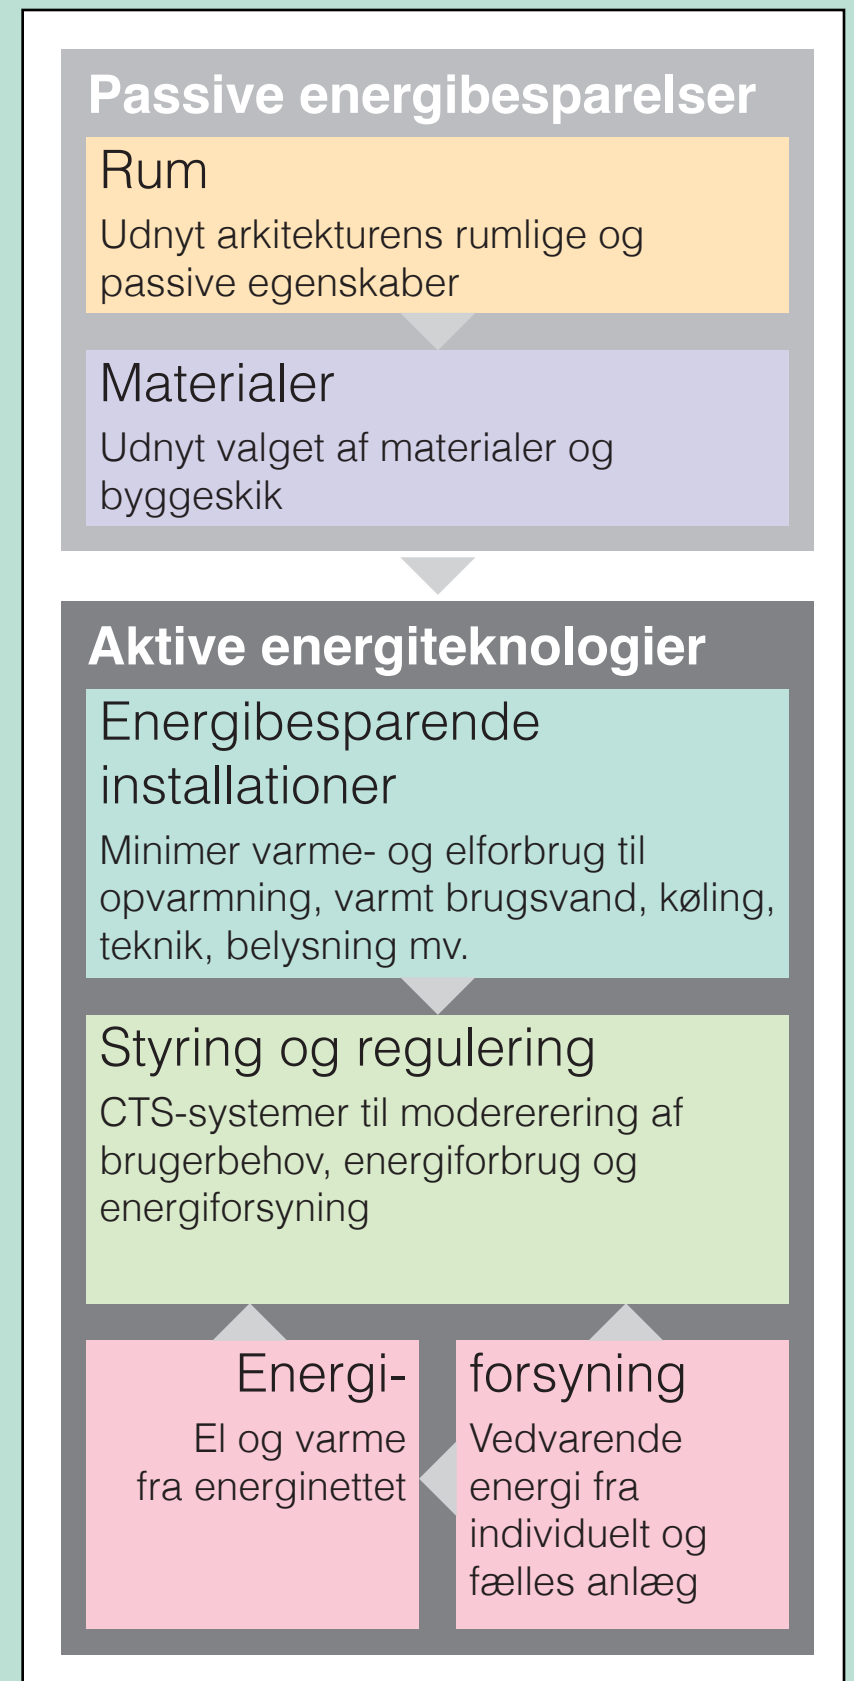 Passive energibesparelser
Rum
Udnyt arkitekturens rumlige og
passive egenskaber
Materialer
Udnyt valget af materialer og
byggeskik
Aktive energiteknologier
Energibesparende
installationer
Minimer varme- og elforbrug til
opvarmning, varmt brugsvand, køling,
teknik, belysning mv.
Styring og regulering
CTS-systemer til modererering af
brugerbehov, energiforbrug og
energiforsyning
Energi-
El og varme
fra energinettet
forsyning
Vedvarende
energi fra
individuelt og
fælles anlæg